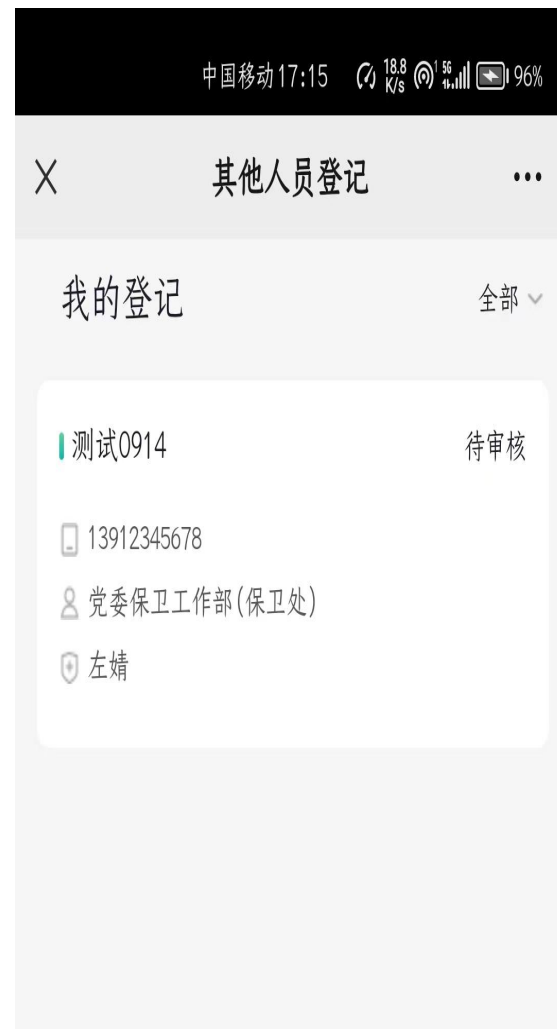 中国移动17:15 18.8 K/s 1 5G 96%
其他人员登记
我的登记 全部
测试0914 待审核
13912345678
党委保卫工作部(保卫处)
左婧